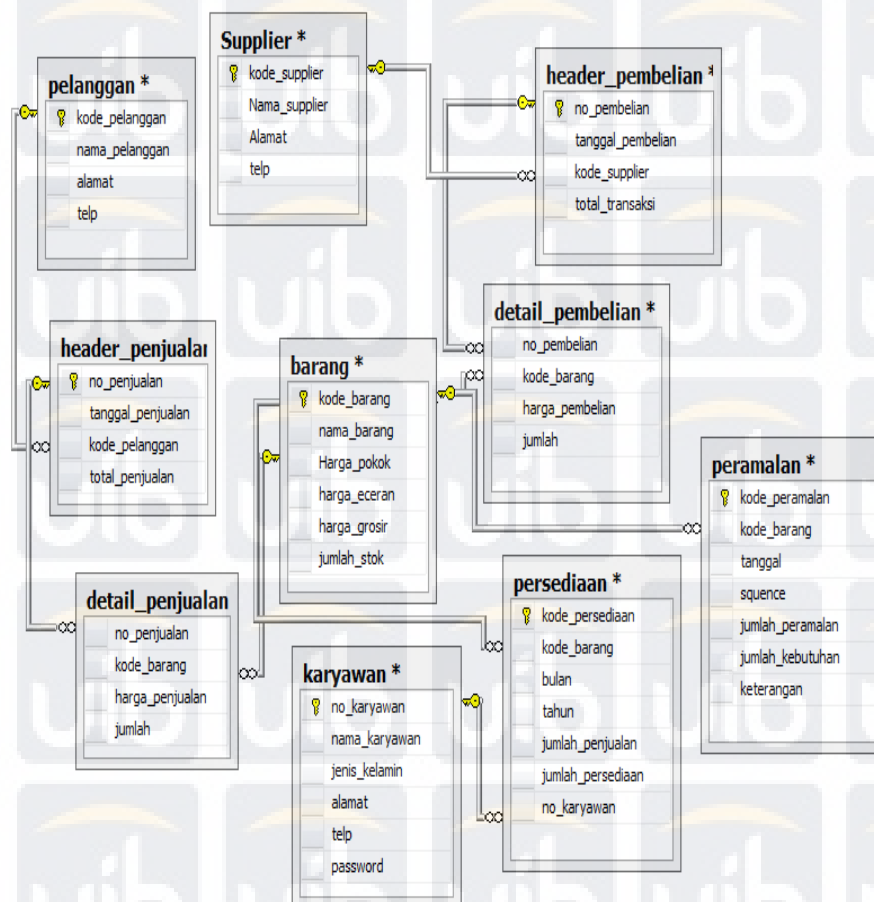 Supplier *
kode_supplier
Nama_supplier
Alamat
telp
pelanggan *
kode_pelanggan
nama_pelanggan
alamat
telp
header_pembelian *
no_pembelian
tanggal_pembelian
kode_supplier
total_transaksi
detail_pembelian *
no_pembelian
kode_barang
harga_pembelian
jumlah
header_penjualan
no_penjualan
tanggal_penjualan
kode_pelanggan
total_penjualan
barang *
kode_barang
nama_barang
Harga_pokok
harga_eceran
harga_grosir
jumlah_stok
peramalan *
kode_peramalan
kode_barang
tanggal
squence
jumlah_peramalan
jumlah_kebutuhan
keterangan
detail_penjualan
no_penjualan
kode_barang
harga_penjualan
jumlah
persediaan *
kode_persediaan
kode_barang
bulan
tahun
jumlah_penjualan
jumlah_persediaan
no_karyawan
karyawan *
no_karyawan
nama_karyawan
jenis_kelamin
alamat
telp
password
uib